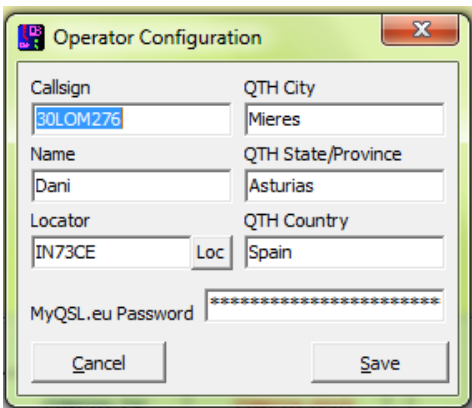 Operator Configuration
Callsign
QTH City
30LOM276
Mieres
Name
QTH State/Province
Dani
Asturias
Locator
QTH Country
IN73CE
Loc
Spain
MyQSL.eu Password
***********************
Cancel
Save